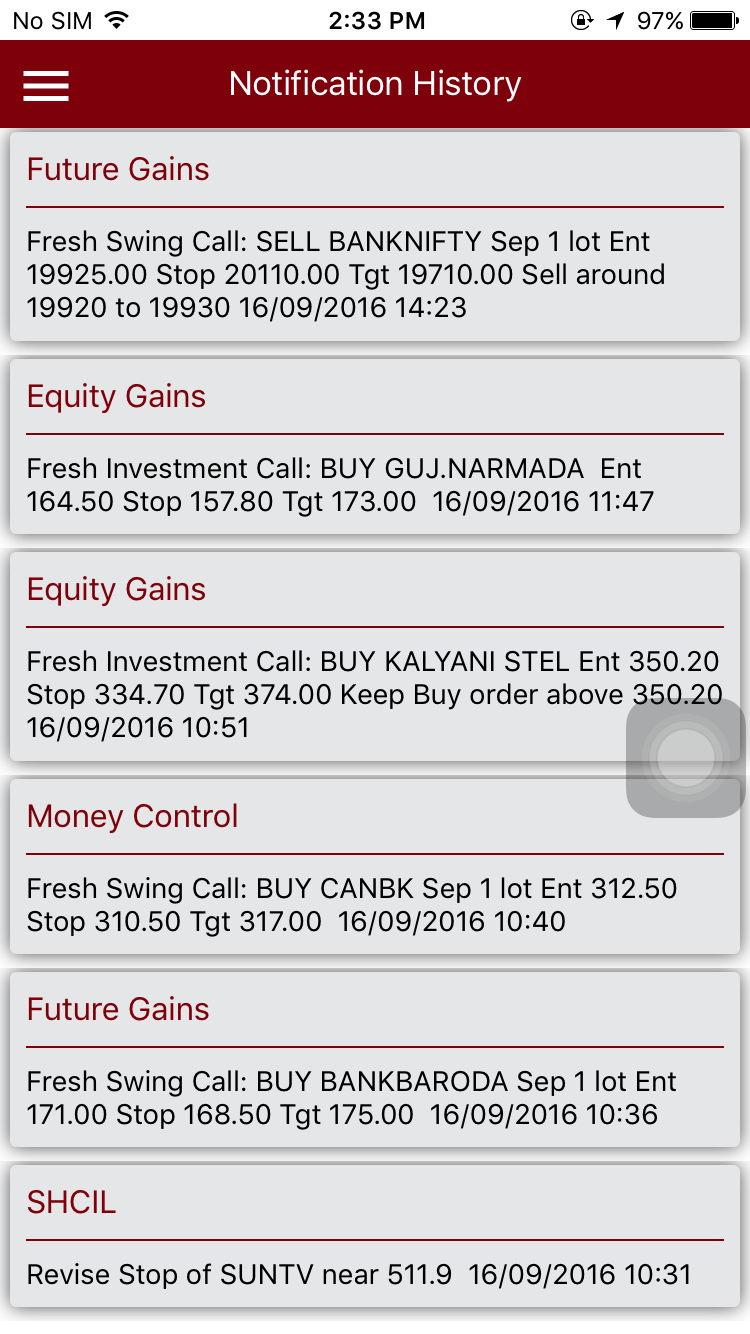 No SIM 2:33 PM 97%
Notification History
Future Gains
Fresh Swing Call: SELL BANKNIFTY Sep 1 lot Ent
19925.00 Stop 20110.00 Tgt 19710.00 Sell around
19920 to 19930 16/09/2016 14:23
Equity Gains
Fresh Investment Call: BUY GUJ.NARMADA  Ent
164.50 Stop 157.80 Tgt 173.00  16/09/2016 11:47
Equity Gains
Fresh Investment Call: BUY KALYANI STEL Ent 350.20
Stop 334.70 Tgt 374.00 Keep Buy order above 350.20
16/09/2016 10:51
Money Control
Fresh Swing Call: BUY CANBK Sep 1 lot Ent 312.50
Stop 310.50 Tgt 317.00  16/09/2016 10:40
Future Gains
Fresh Swing Call: BUY BANKBARODA Sep 1 lot Ent
171.00 Stop 168.50 Tgt 175.00  16/09/2016 10:36
SHCIL
Revise Stop of SUNTV near 511.9  16/09/2016 10:31